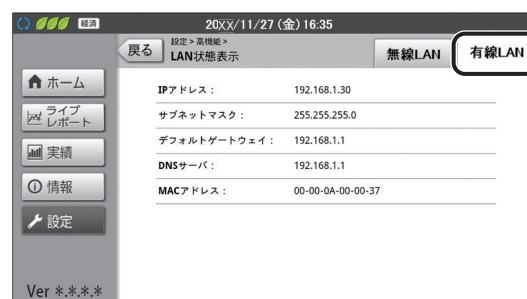 経済
20XX/11/27 (金) 16:35
戻る
設定 > 高機能 >
LAN状態表示
無線LAN
有線LAN
ホーム
ライブ
レポート
実績
情報
設定
Ver *.*.*.*
IPアドレス： 192.168.1.30
サブネットマスク： 255.255.255.0
デフォルトゲートウェイ： 192.168.1.1
DNSサーバ： 192.168.1.1
MACアドレス： 00-00-0A-00-00-37